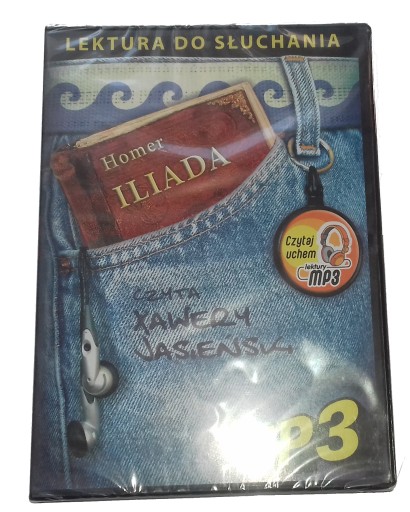 LEKTURA DO SŁUCHANIA
Homer
ILIADA
Czytaj
uchem
lektury
MP3
CZYTA
XAWERY
JASIEŃSKI
P3